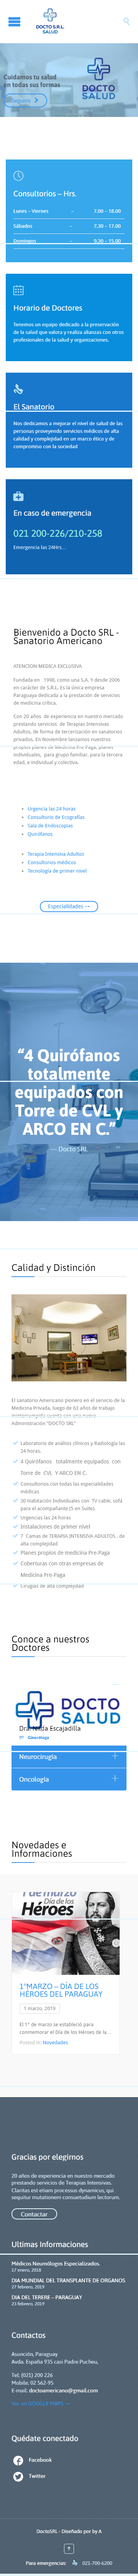 DOCTO S.R.L.
SALUD
Cuidamos tu salud
en todas sus formas
DOCTO
SALUD
Consultorios – Hrs.
Lunes – Viernes – 7.00 – 18.00
Sábados – 7.30 – 17.00
Domingos – 9.30 – 15.00
Horario de Doctores
Tenemos un equipo dedicado a la preservación
de la salud que valora y realiza alianzas con otros
profesionales de la salud y organizaciones.
El Sanatorio
Nos dedicamos a mejorar el nivel de salud de las
personas proveyendo servicios médicos de alta
calidad y complejidad en un marco ético y de
compromiso con la sociedad
En caso de emergencia
021 200-226/210-258
Emergencia las 24Hrs...
Bienvenido a Docto SRL -
Sanatorio Americano
ATENCION MEDICA EXCLUSIVA
Fundada en 1998, como una S.A. Y desde 2006
en carácter de S.R.L. Es la única empresa
Paraguaya dedicada a la prestación de servicios
de medicina crítica.
Con 20 años de experiencia en nuestro mercado
prestando servicios de Terapias Intensivas
Adultos, de forma de tercerización en sanatorios
privados. En Noviembre lanzamos nuestros
propios planes de Medicina Pre Paga; planes
individuales, para grupo familiar, para la tercera
edad, o individual o colectiva.
Urgencia las 24 horas
Consultorio de Ecografías
Sala de Endoscopias
Quirófanos
Terapia Intensiva Adultos
Consultorios médicos
Tecnología de primer nivel
Especialidades →
“4 Quirófanos
totalmente
equipados con
Torre de CVL y
ARCO EN C.”
— Docto SRL
Calidad y Distinción
El sanatorio Americano pone a en el servicio de la
Medicina Privada, luego de 63 años de trabajo
Administración "DOCTO SRL"
Laboratorio de análisis clínicos y Radiología las
24 horas.
4 Quirófanos totalmente equipados con
Torre de CVL Y ARCO EN C.
Consultorios con todas las especialidades
médicas
30 Habitación Individuales con TV cable, sofá
para el acompañante (5 en Suite).
Urgencias las 24 horas
Instalaciones de primer nivel
7 Camas de TERAPIA INTENSIVA ADULTOS , de
alta complejidad
Planes propios de medicina Pre-Paga
Coberturas con otras empresas de
Medicina Pre-Paga
Cirugías de alta complejidad
Conoce a nuestros
Doctores
DOCTO
SALUD
Dra. Nilda Escajadilla
Neurocirugía
Oncología
Novedades e
Informaciones
1° de marzo
Día de los
Héroes
1°MARZO – DÍA DE LOS
HEROES DEL PARAGUAY
1 marzo, 2019
El 1° de marzo se desestimó para
conmemorar el Día de los Héroes de la...
Posted in: Novedades
Gracias por elegirnos
20 años de experiencia en nuestro mercado
prestando servicios de Terapias Intensivas.
Claritas est etiam processus dynamicus, qui
sequitur mutationem consuetudium lectorum.
Contactar
Ultimas Informaciones
Médicos Neumólogos Especializados.
17 enero, 2018
DIA MUNDIAL DEL TRANSPLANTE DE ORGANOS
27 febrero, 2019
DIA DEL TERERE – PARAGUAY
23 febrero, 2019
Contactos
Asunción, Paraguay
Avda. España 935 casi Padre Pucheu,
Tel: (021) 200 226
Mobile: 02 562-95
E-mail: doctoamericano@gmail.com
Ver en GOOGLE MAPS →
Quédate conectado
Facebook
Twitter
DoctoSRL - Diseñado por by A
Para emergencias: 021-700-6200